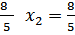 8/5 x₂ = 8/5